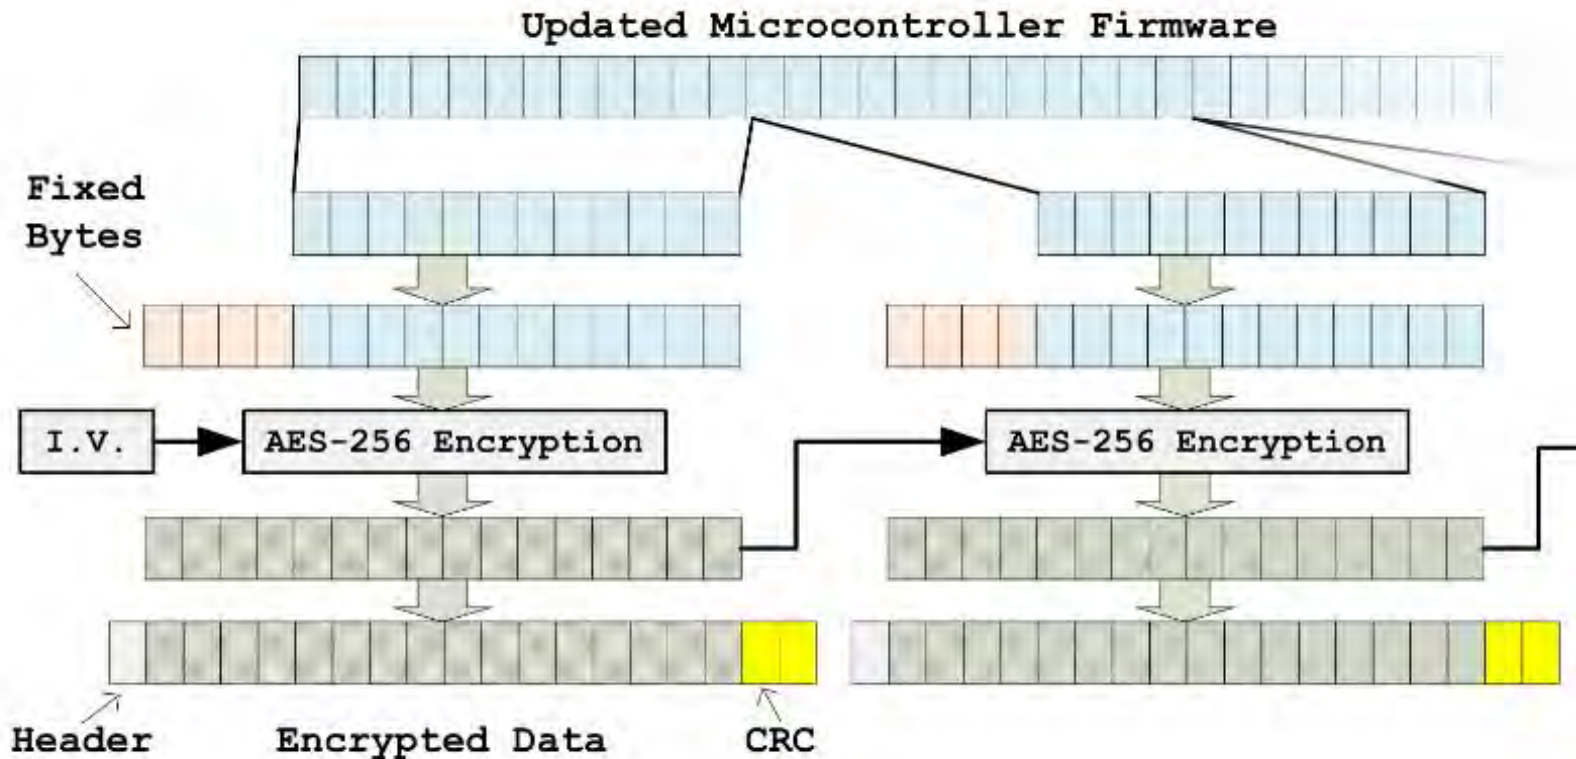 Updated Microcontroller Firmware
Fixed
Bytes
I.V.
AES-256 Encryption
AES-256 Encryption
Header
Encrypted Data
CRC